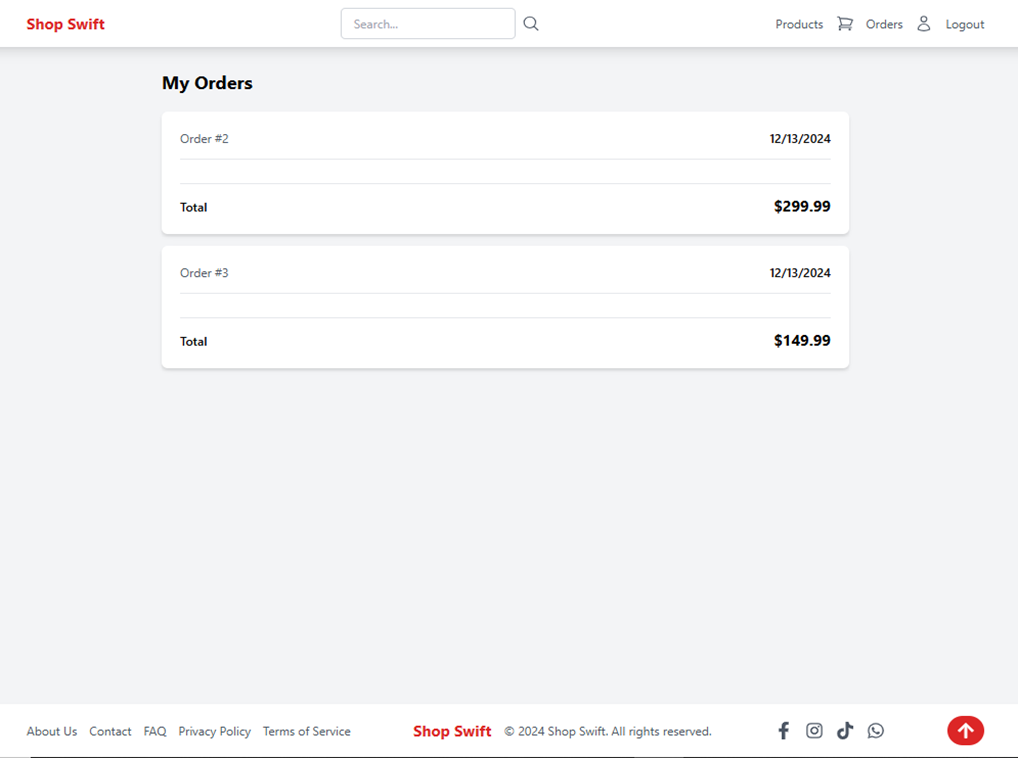 Shop Swift
Search...
Products
Orders
Logout
My Orders
Order #2
12/13/2024
Total
$299.99
Order #3
12/13/2024
Total
$149.99
About Us
Contact
FAQ
Privacy Policy
Terms of Service
Shop Swift
© 2024 Shop Swift. All rights reserved.